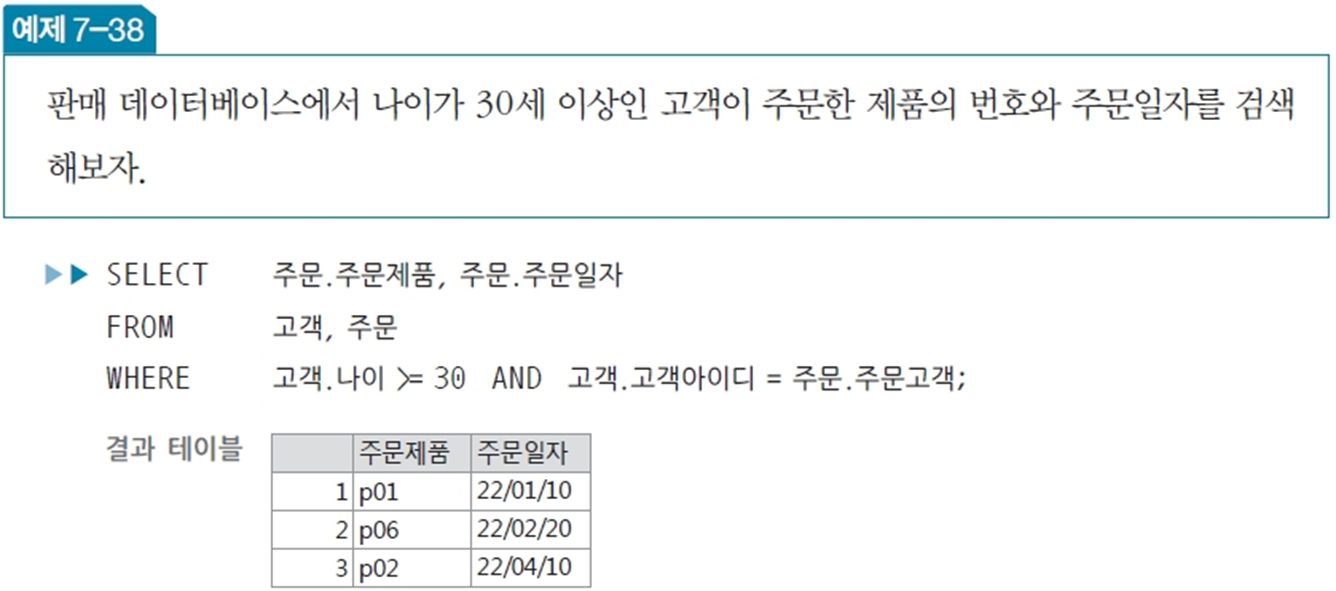 예제 7-38
판매 데이터베이스에서 나이가 30세 이상인 고객이 주문한 제품의 번호와 주문일자를 검색
해보자.
SELECT 주문.주문제품, 주문.주문일자
FROM 고객, 주문
WHERE 고객.나이 >= 30 AND 고객.고객아이디 = 주문.주문고객;
결과 테이블
주문제품 주문일자
1 p01 22/01/10
2 p06 22/02/20
3 p02 22/04/10